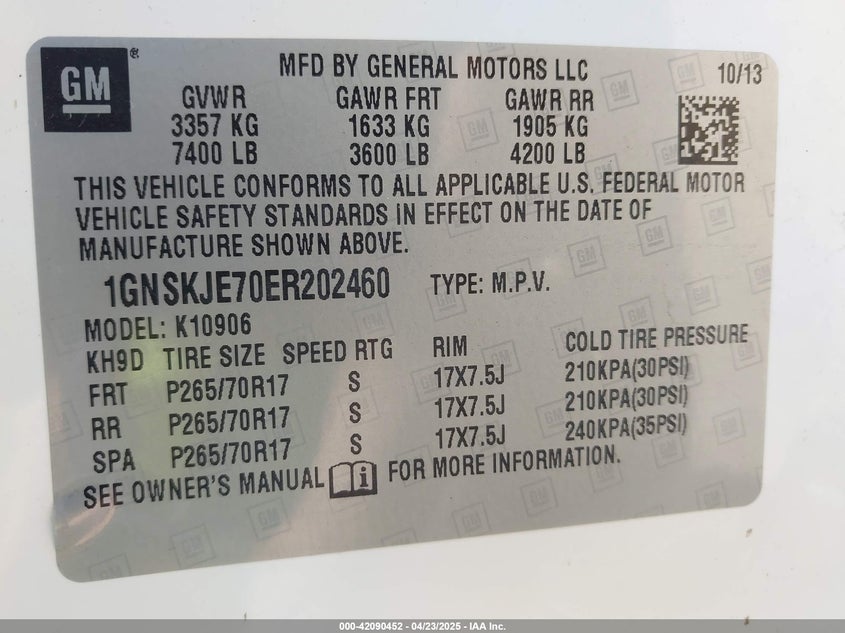 GM ®
MFD BY GENERAL MOTORS LLC
10/13
GVWR GAWR FRT GAWR RR
3357 KG 1633 KG 1905 KG
7400 LB 3600 LB 4200 LB
THIS VEHICLE CONFORMS TO ALL APPLICABLE U.S. FEDERAL MOTOR
VEHICLE SAFETY STANDARDS IN EFFECT ON THE DATE OF
MANUFACTURE SHOWN ABOVE.
1GNSKJE70ER202460 TYPE: M.P.V.
MODEL: K10906
KH9D TIRE SIZE SPEED RTG RIM COLD TIRE PRESSURE
FRT P265/70R17 S 17X7.5J 210KPA(30PSI)
RR P265/70R17 S 17X7.5J 210KPA(30PSI)
SPA P265/70R17 S 17X7.5J 240KPA(35PSI)
SEE OWNER'S MANUAL i FOR MORE INFORMATION.
000-42090452 - 04/23/2025 - IAA Inc.